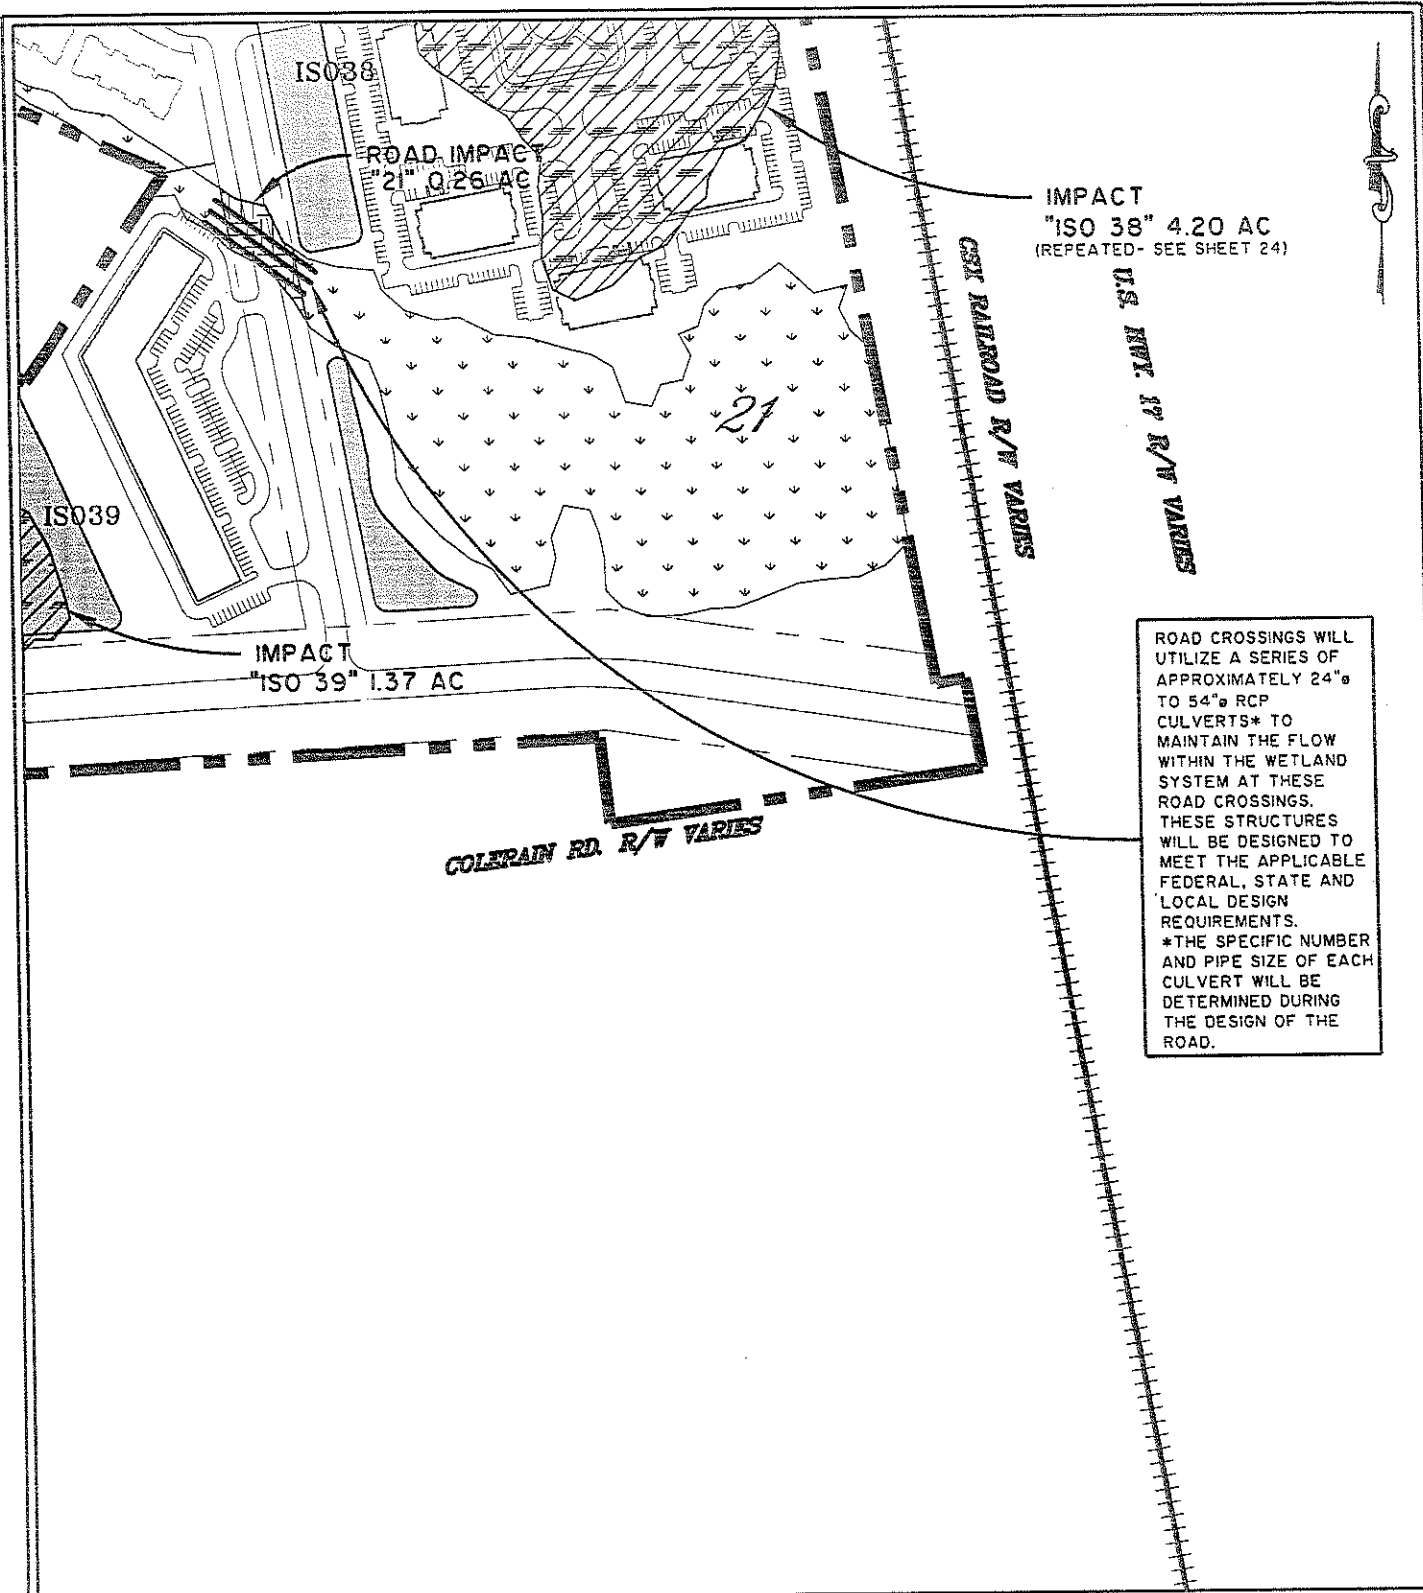 ISO38
ROAD IMPACT
"21" 0.26 AC
IMPACT
"ISO 38" 4.20 AC
(REPEATED- SEE SHEET 24)
CSX RAILROAD R/W VARIES
U.S. HWY. 17 R/W VARIES
21
ISO39
IMPACT
"ISO 39" 1.37 AC
COLERAIN RD. R/W VARIES
ROAD CROSSINGS WILL
UTILIZE A SERIES OF
APPROXIMATELY 24"ø
TO 54"ø RCP
CULVERTS* TO
MAINTAIN THE FLOW
WITHIN THE WETLAND
SYSTEM AT THESE
ROAD CROSSINGS.
THESE STRUCTURES
WILL BE DESIGNED TO
MEET THE APPLICABLE
FEDERAL, STATE AND
LOCAL DESIGN
REQUIREMENTS.
*THE SPECIFIC NUMBER
AND PIPE SIZE OF EACH
CULVERT WILL BE
DETERMINED DURING
THE DESIGN OF THE
ROAD.